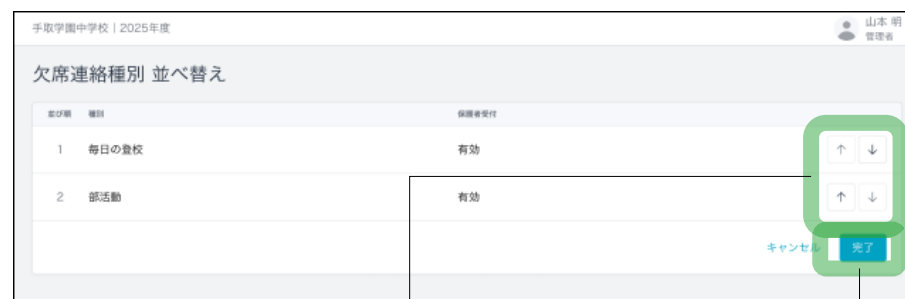 手取学園中学校 | 2025年度
山本 明
管理者
欠席連絡種別 並べ替え
並び順 種別 保護者受付
1 毎日の登校 有効 ↑ ↓
2 部活動 有効 ↑ ↓
キャンセル 完了